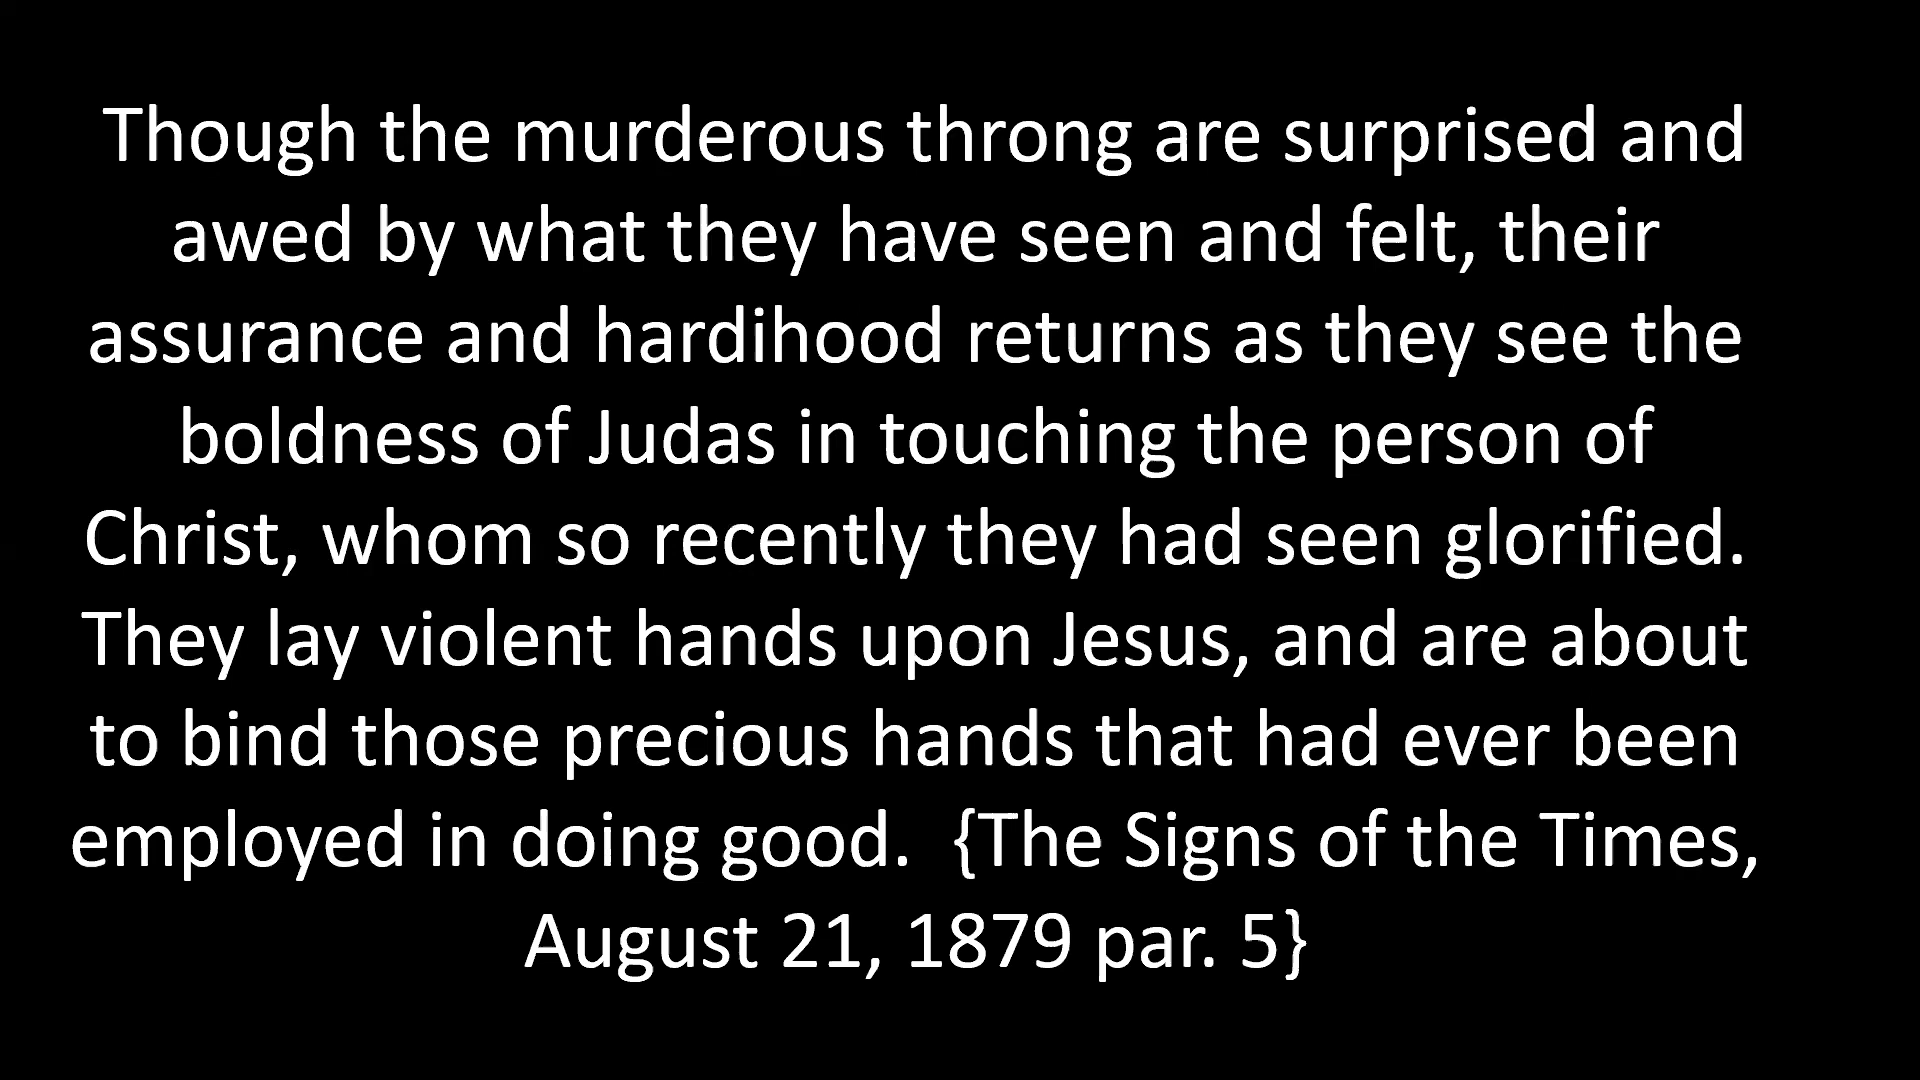 Though the murderous throng are surprised and
awed by what they have seen and felt, their
assurance and hardihood returns as they see the
boldness of Judas in touching the person of
Christ, whom so recently they had seen glorified.
They lay violent hands upon Jesus, and are about
to bind those precious hands that had ever been
employed in doing good.  {The Signs of the Times,
August 21, 1879 par. 5}